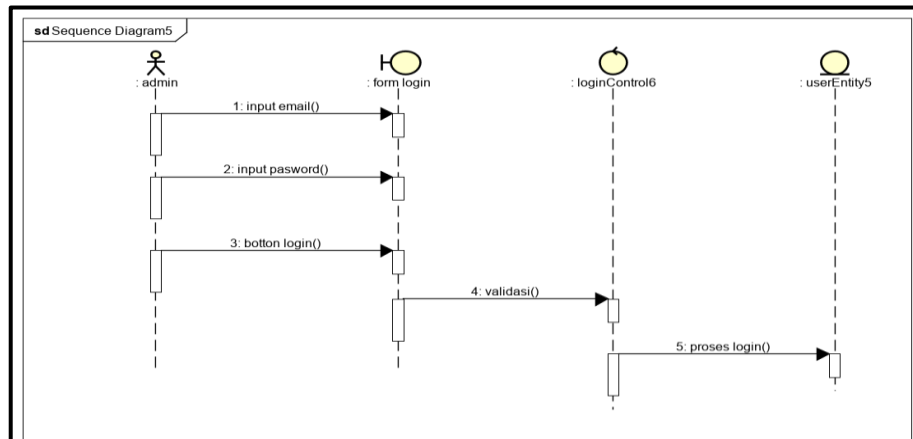 sd Sequence Diagram5
: admin
: form login
: loginControl6
: userEntity5
1: input email()
2: input pasword()
3: botton login()
4: validasi()
5: proses login()